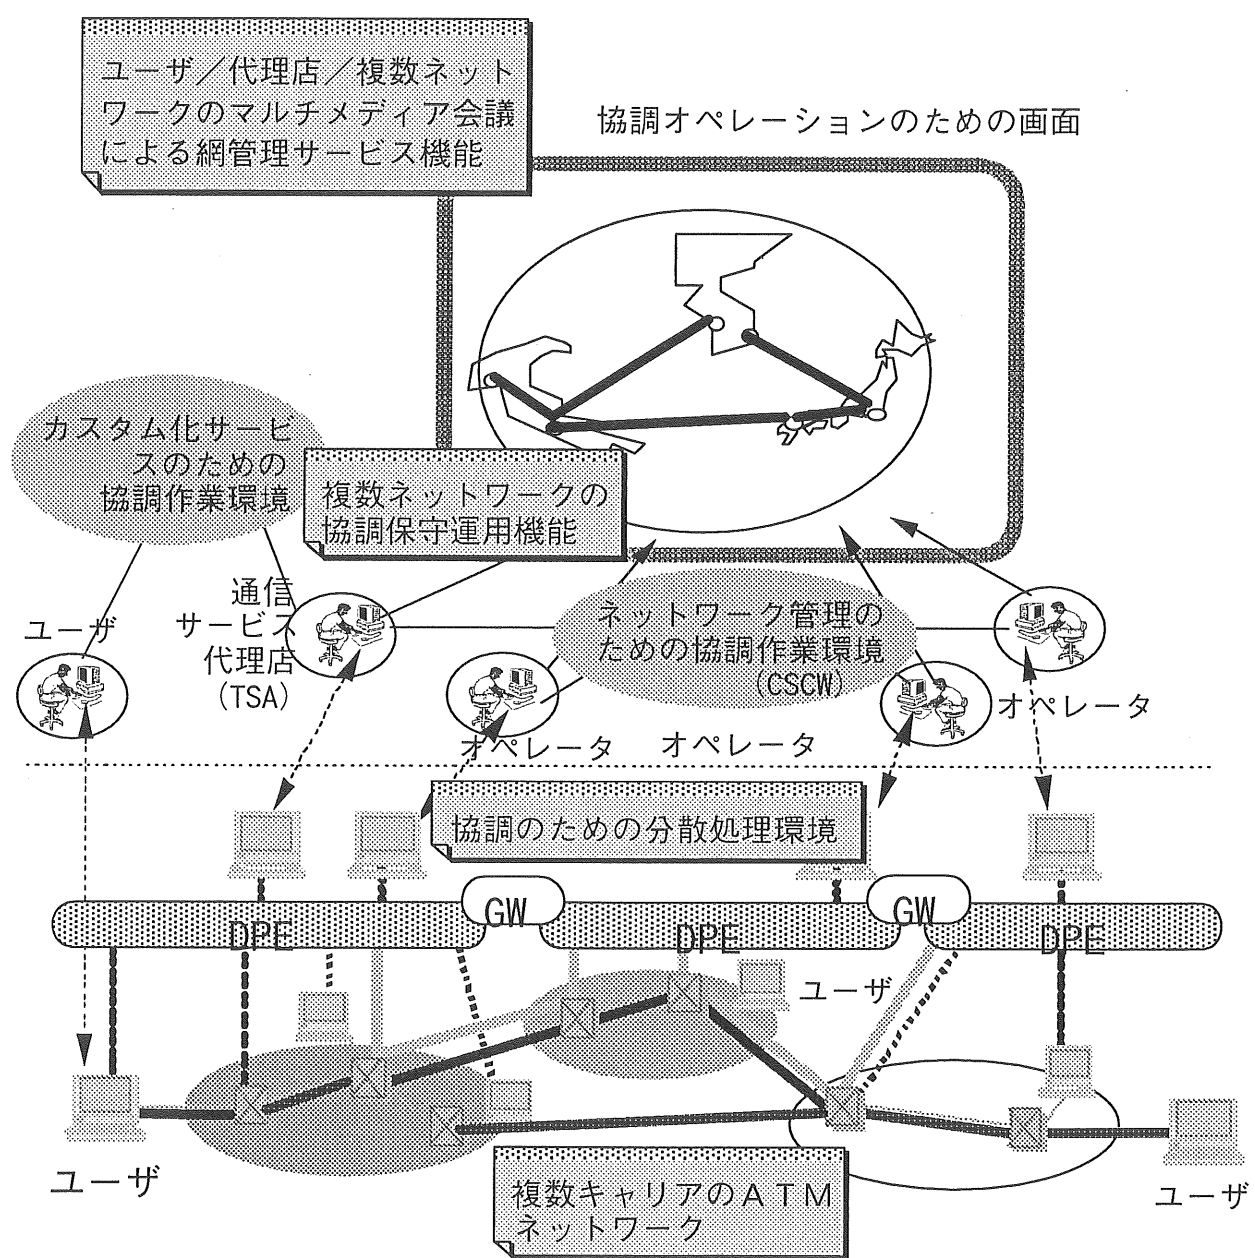 ユーザ／代理店／複数ネット
ワークのマルチメディア会議
による網管理サービス機能
協調オペレーションのための画面
カスタム化サービ
スのための
協調作業環境
複数ネットワークの
協調保守運用機能
通信
サービス
代理店
(TSA)
ユーザ
ネットワーク管理の
ための協調作業環境
(CSCW)
オペレータ
オペレータ
オペレータ
協調のための分散処理環境
GW
GW
DPE
DPE
DPE
ユーザ
ユーザ
複数キャリアのＡＴＭ
ネットワーク
ユーザ